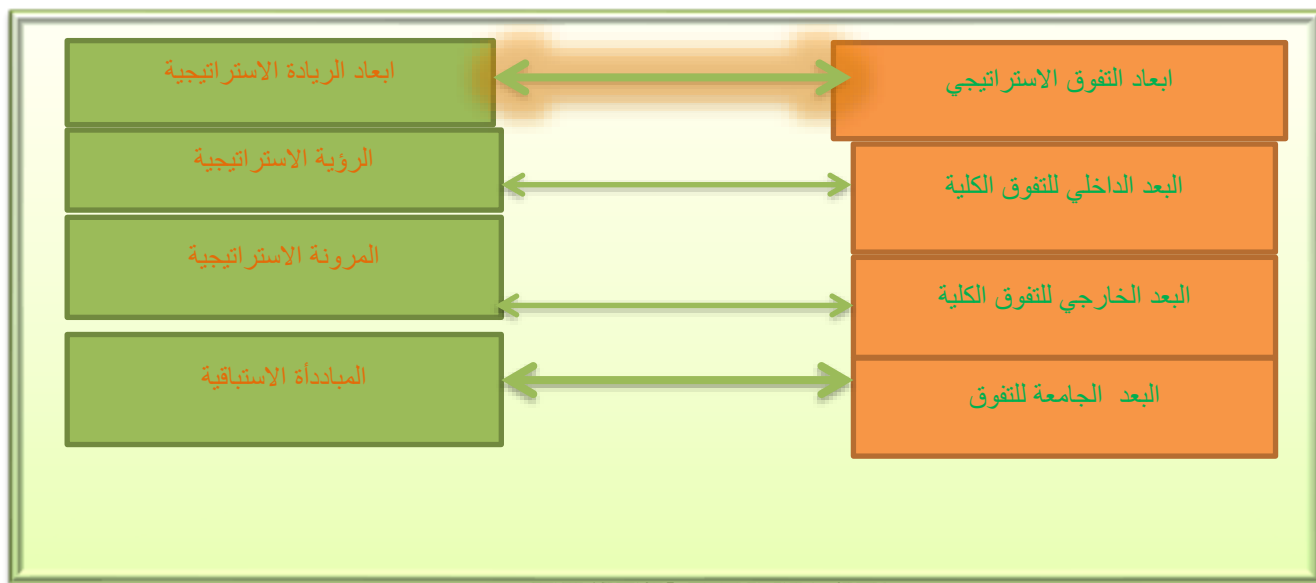 ابعاد التفوق الاستراتيجي
ابعاد الريادة الاستراتيجية
البعد الداخلي للتفوق الكلية
الرؤية الاستراتيجية
البعد الخارجي للتفوق الكلية
المرونة الاستراتيجية
البعد الجامعة للتفوق
المباددأة الاستباقية